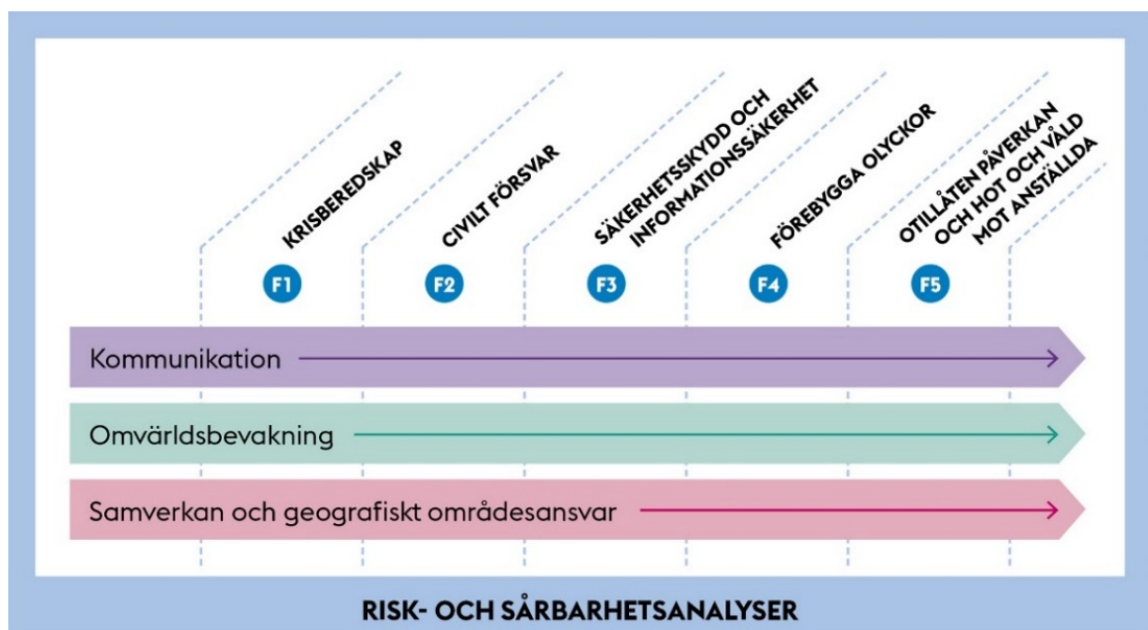 KRISBEREDSKAP
CIVILT FÖRSVAR
SÄKERHETSSKYDD OCH
INFORMATIONSSÄKERHET
FÖREBYGGA OLYCKOR
OTILLÅTEN PÅVERKAN
OCH HOT OCH VÅLD
MOT ANSTÄLLDA
F1
F2
F3
F4
F5
Kommunikation
Omvärldsbevakning
Samverkan och geografiskt områdesansvar
RISK- OCH SÅRBARHETSANALYSER